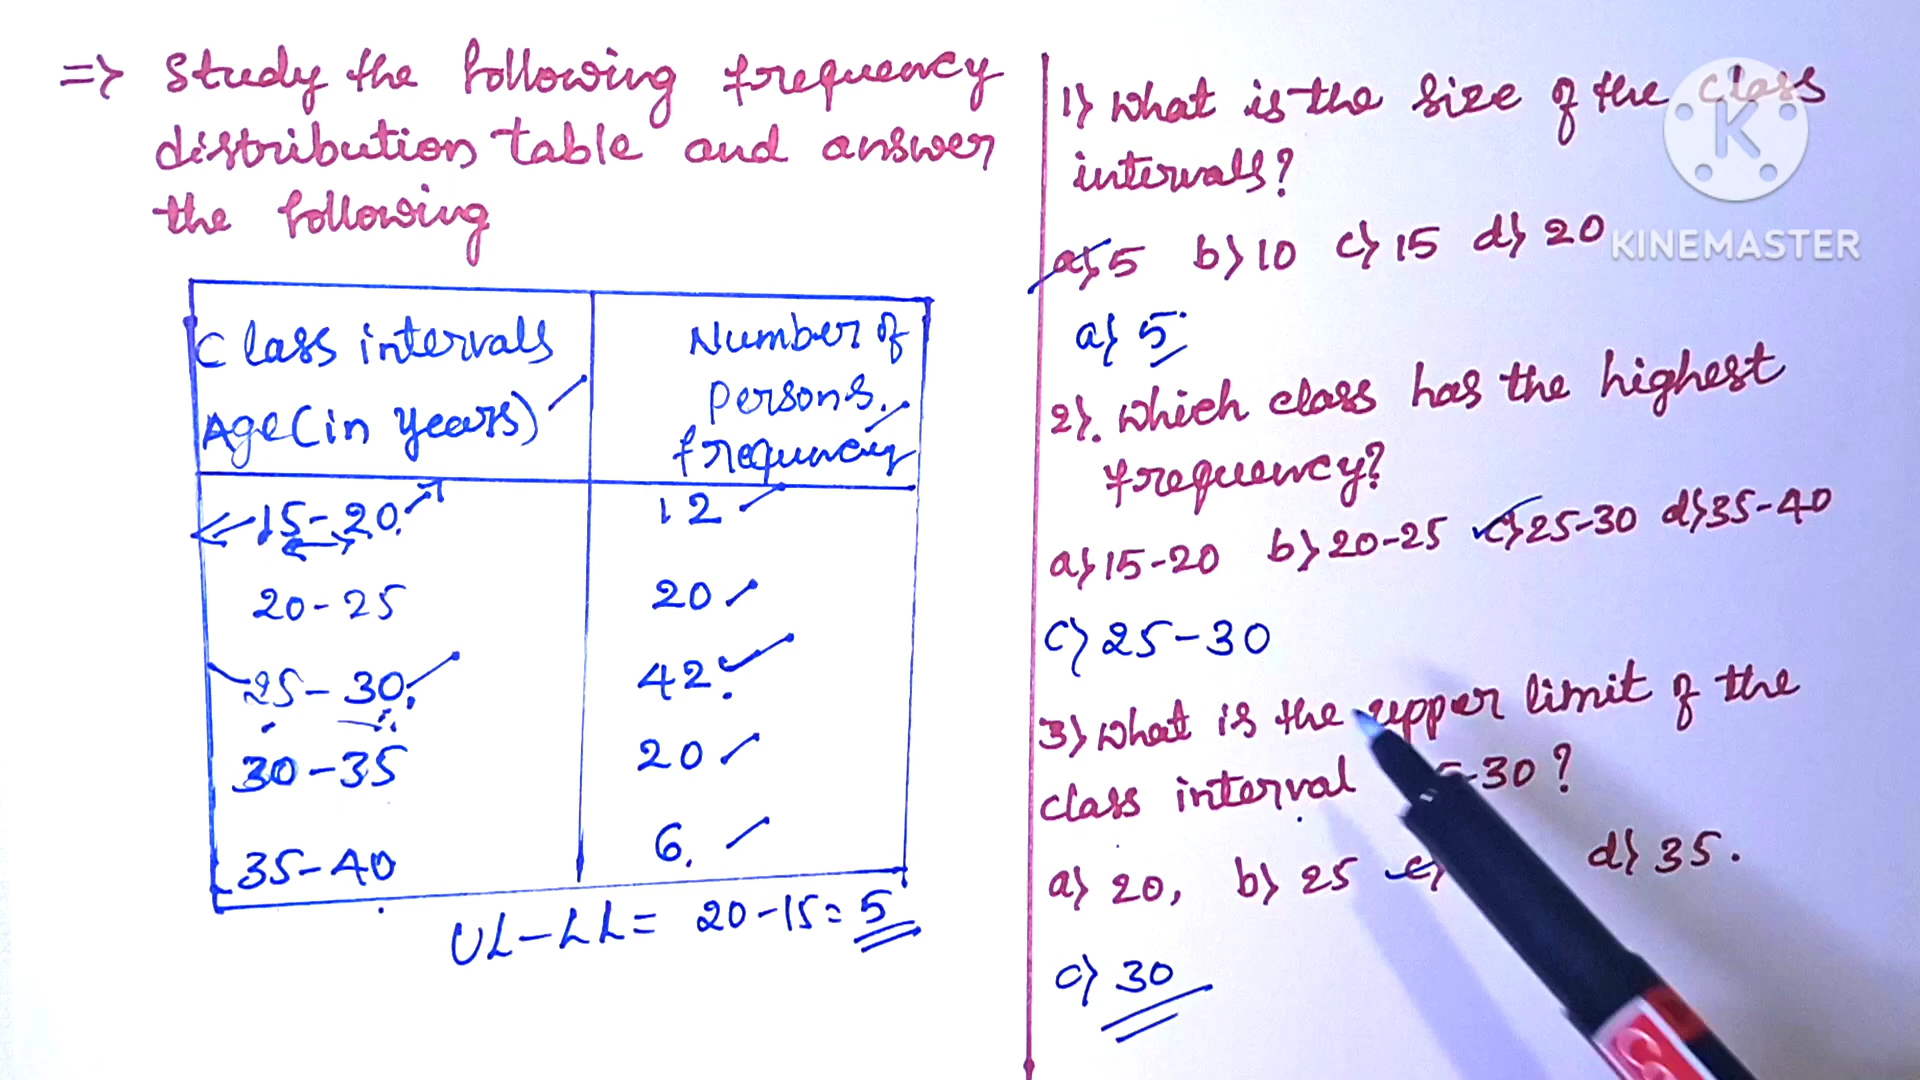 => Study the following frequency
distribution table and answer
the following
Class intervals
Age (in years)
Number of
persons.
frequency
15-20.
12
20-25
20
25-30.
42.
30-35
20
35-40
6.
UL-LL = 20-15 = 5
1) What is the size of the class
intervals?
a) 5 b) 10 c) 15 d) 20
a) 5.
2). Which class has the highest
frequency?
a) 15-20 b) 20-25 c) 25-30 d) 35-40
c) 25-30
3) What is the upper limit of the
class interval 5-30?
a) 20, b) 25 c) d) 35.
c) 30
K
KINEMASTER